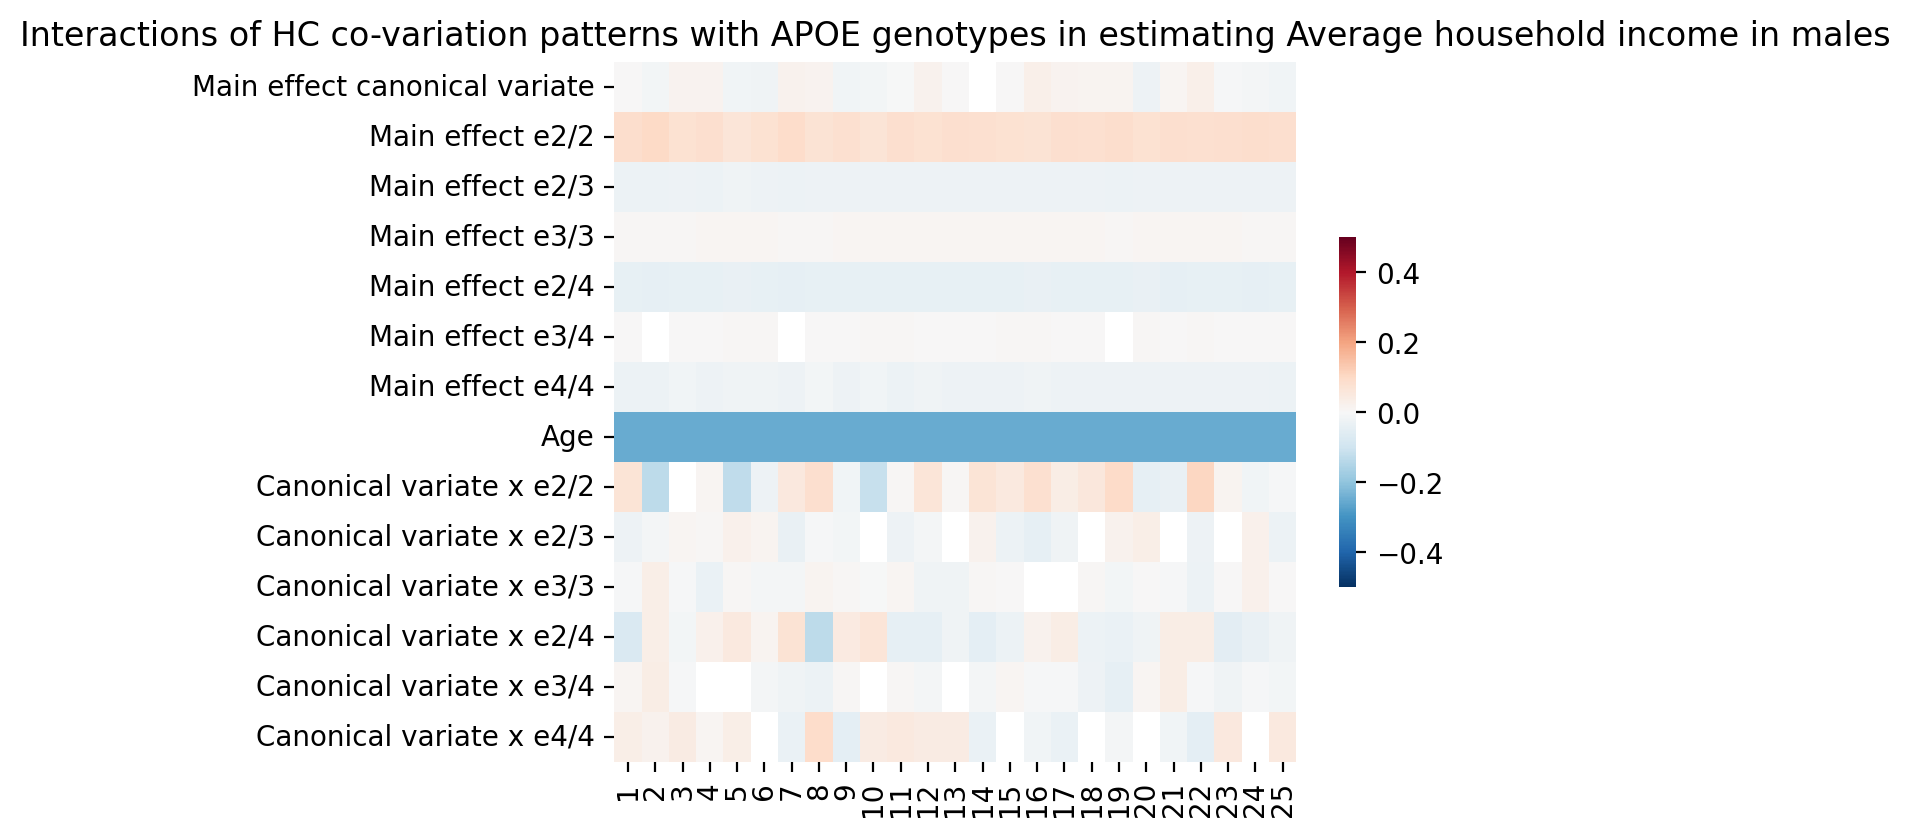 Interactions of HC co-variation patterns with APOE genotypes in estimating Average household income in males
Main effect canonical variate
Main effect e2/2
Main effect e2/3
Main effect e3/3
Main effect e2/4
Main effect e3/4
Main effect e4/4
Age
Canonical variate x e2/2
Canonical variate x e2/3
Canonical variate x e3/3
Canonical variate x e2/4
Canonical variate x e3/4
Canonical variate x e4/4
1 2 3 4 5 6 7 8 9 10 11 12 13 14 15 16 17 18 19 20 21 22 23 24 25
0.4
0.2
0.0
−0.2
−0.4